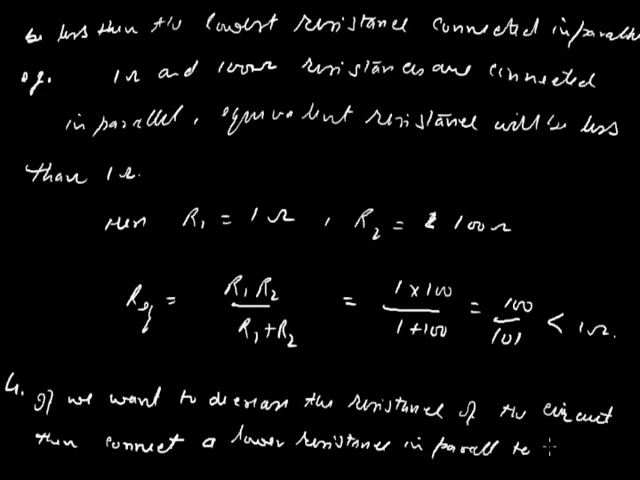 be less than the lowest resistance connected in parallel
eg. 1Ω and 100Ω resistances are connected
in parallel, equivalent resistance will be less
than 1Ω.
Here R₁ = 1Ω , R₂ = 100Ω
Req = R₁R₂ / R₁+R₂ = 1×100 / 1+100 = 100 / 101 < 1Ω.
4. If we want to decrease the resistance of the circuit
then connect a lower resistance in parall to